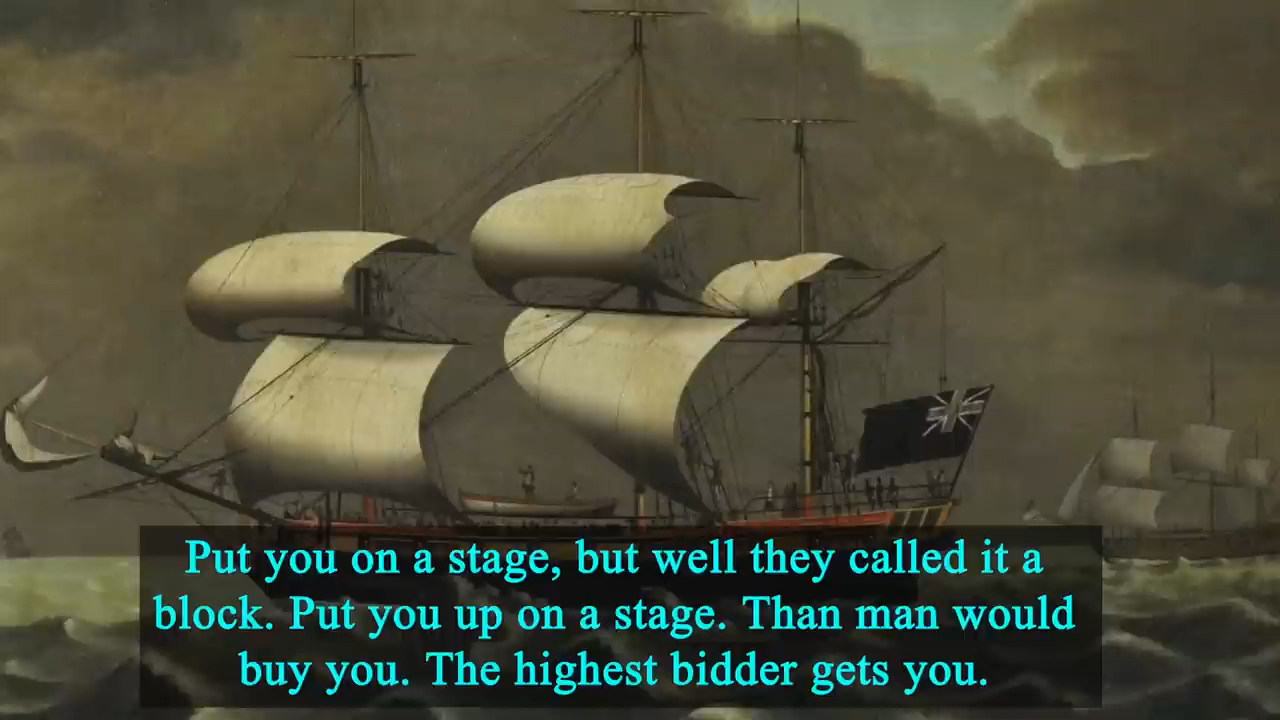 Put you on a stage, but well they called it a
block. Put you up on a stage. Than man would
buy you. The highest bidder gets you.